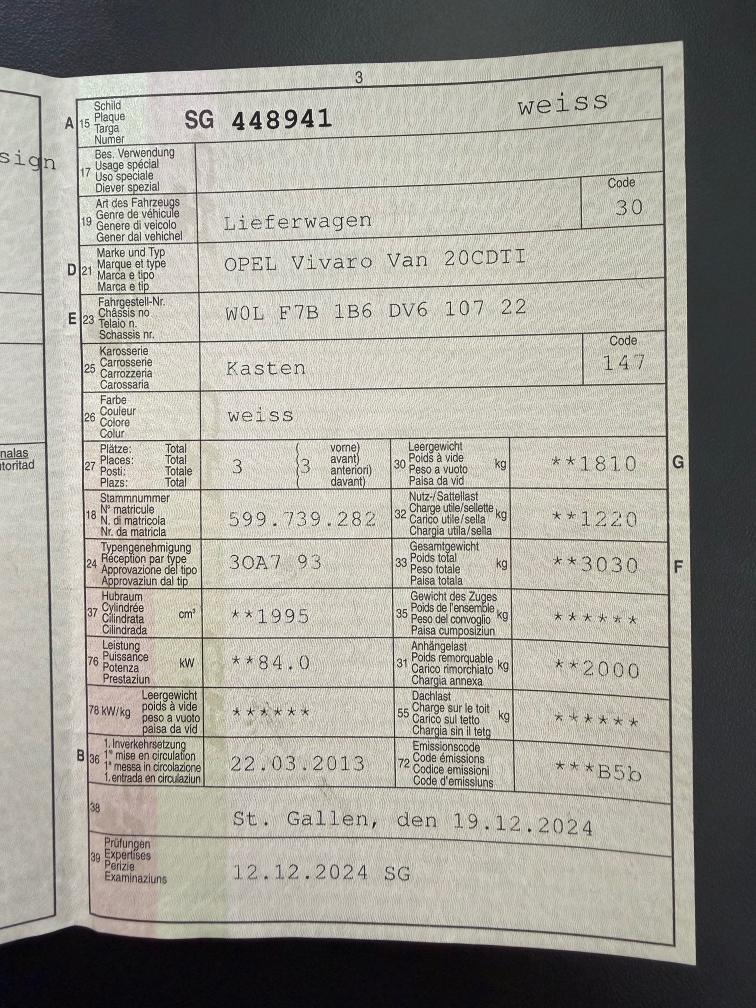 3
A 15 Schild
Plaque
Targa
Numer
SG 448941 weiss
sign
17 Bes. Verwendung
Usage spécial
Uso speciale
Diever spezial
19 Art des Fahrzeugs
Genre de véhicule
Genere di veicolo
Gener dal vehichel
Lieferwagen
Code
30
D 21 Marke und Typ
Marque et type
Marca e tipo
Marca e tip
OPEL Vivaro Van 20CDTI
E 23 Fahrgestell-Nr.
Châssis no
Telaio n.
Schassis nr.
W0L F7B 1B6 DV6 107 22
25 Karosserie
Carrosserie
Carrozzeria
Carossaria
Kasten
Code
147
26 Farbe
Couleur
Colore
Colur
weiss
27 Plätze: Total
Places: Total
Posti: Totale
Plazs: Total
3 (3 vorne)
avant)
anteriori)
davant)
30 Leergewicht
Poids à vide
Peso a vuoto
Paisa da vid
kg **1810 G
nalas
toritad
18 Stammnummer
N° matricule
N. di matricola
Nr. da matricla
599.739.282
32 Nutz-/Sattellast
Charge utile/sellette
Carico utile/sella
Chargia utila/sella
kg **1220
24 Typengenehmigung
Réception par type
Approvazione del tipo
Approvaziun dal tip
3OA7 93
33 Gesamtgewicht
Poids total
Peso totale
Paisa totala
kg **3030 F
37 Hubraum
Cylindrée
Cilindrata
Cilindrada
cm³ **1995
35 Gewicht des Zuges
Poids de l'ensemble
Peso del convoglio
Paisa cumposiziun
kg ******
76 Leistung
Puissance
Potenza
Prestaziun
kW **84.0
31 Anhängelast
Poids remorquable
Carico rimorchiato
Chargia annexa
kg **2000
78 kW/kg Leergewicht
poids à vide
peso a vuoto
paisa da vid
******
55 Dachlast
Charge sur le toit
Carico sul tetto
Chargia sin il tetg
kg ******
B 36 1. Inverkehrsetzung
1re mise en circulation
1a messa in circolazione
1. entrada en circulaziun
22.03.2013
72 Emissionscode
Code émissions
Codice emissioni
Code d'emissiuns
***B5b
38 St. Gallen, den 19.12.2024
39 Prüfungen
Expertises
Perizie
Examinaziuns
12.12.2024 SG